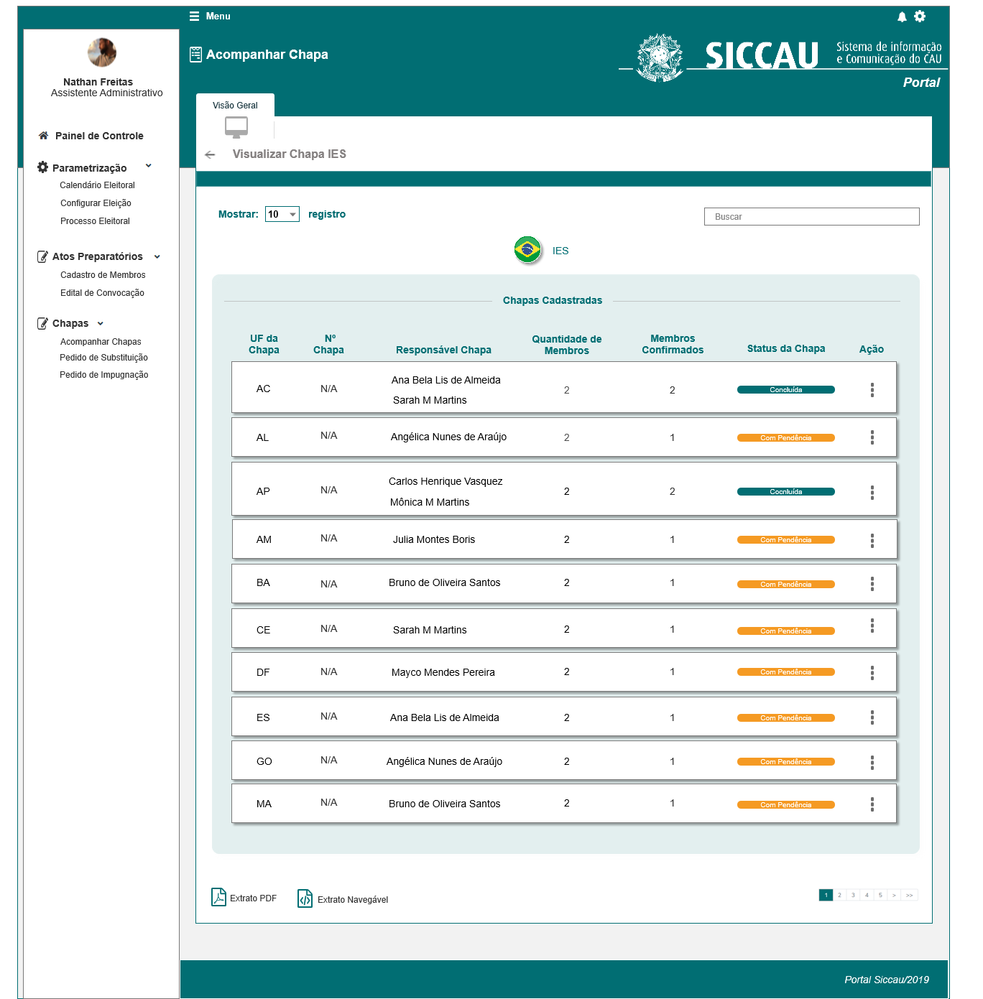 Menu
Nathan Freitas
Assistente Administrativo
Painel de Controle
Parametrização
Calendário Eleitoral
Configurar Eleição
Processo Eleitoral
Atos Preparatórios
Cadastro de Membros
Edital de Convocação
Chapas
Acompanhar Chapas
Pedido de Substituição
Pedido de Impugnação
Acompanhar Chapa
SICCAU
Sistema de informação
e Comunicação do CAU
Portal
Visão Geral
Visualizar Chapa IES
Mostrar: 10 registro
Buscar
IES
Chapas Cadastradas
UF da Chapa Nº Chapa Responsável Chapa Quantidade de Membros Membros Confirmados Status da Chapa Ação
AC N/A Ana Bela Lis de Almeida 2 2 Concluída
Sarah M Martins
AL N/A Angélica Nunes de Araújo 2 1 Com Pendência
Carlos Henrique Vasquez
AP N/A 2 2 Cocnluída
Mônica M Martins
AM N/A Julia Montes Boris 2 1 Com Pendência
BA N/A Bruno de Oliveira Santos 2 1 Com Pendência
CE N/A Sarah M Martins 2 1 Com Pendência
DF N/A Mayco Mendes Pereira 2 1 Com Pendência
ES N/A Ana Bela Lis de Almeida 2 1 Com Pendência
GO N/A Angélica Nunes de Araújo 2 1 Com Pendência
MA N/A Bruno de Oliveira Santos 2 1 Com Pendência
Extrato PDF
Extrato Navegável
1 2 3 4 5 > >>
Portal Siccau/2019